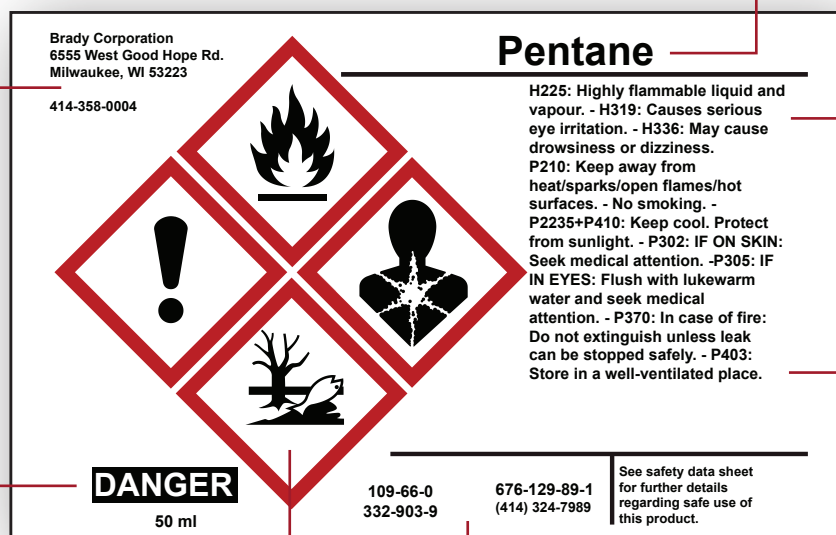 Brady Corporation
6555 West Good Hope Rd.
Milwaukee, WI 53223
414-358-0004
Pentane
H225: Highly flammable liquid and
vapour. - H319: Causes serious
eye irritation. - H336: May cause
drowsiness or dizziness.
P210: Keep away from
heat/sparks/open flames/hot
surfaces. - No smoking. -
P2235+P410: Keep cool. Protect
from sunlight. - P302: IF ON SKIN:
Seek medical attention. -P305: IF
IN EYES: Flush with lukewarm
water and seek medical
attention. - P370: In case of fire:
Do not extinguish unless leak
can be stopped safely. - P403:
Store in a well-ventilated place.
DANGER
50 ml
109-66-0
332-903-9
676-129-89-1
(414) 324-7989
See safety data sheet
for further details
regarding safe use of
this product.